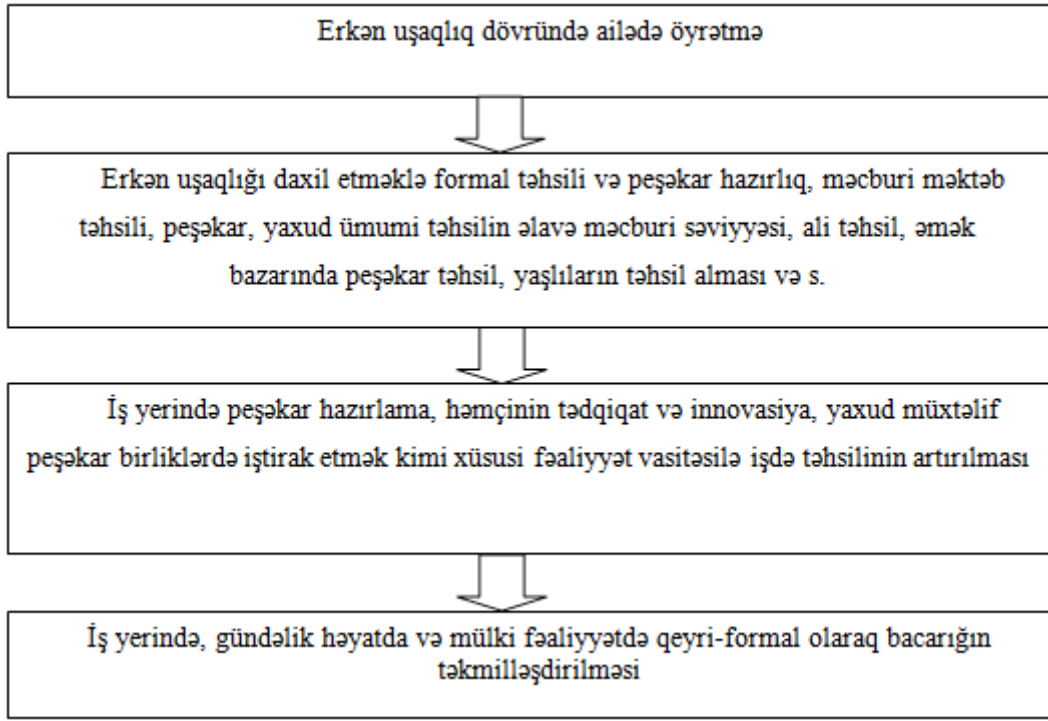 Erkən uşaqlıq dövründə ailədə öyrətmə
Erkən uşaqlığı daxil etməklə formal təhsili və peşəkar hazırlıq, məcburi məktəb
təhsili, peşəkar, yaxud ümumi təhsilin əlavə məcburi səviyyəsi, ali təhsil, əmək
bazarında peşəkar təhsil, yaşlıların təhsil alması və s.
İş yerində peşəkar hazırlama, həmçinin tədqiqat və innovasiya, yaxud müxtəlif
peşəkar birliklərdə iştirak etmək kimi xüsusi fəaliyyət vasitəsilə işdə təhsilinin artırılması
İş yerində, gündəlik həyatda və mülki fəaliyyətdə qeyri-formal olaraq bacarığın
təkmilləşdirilməsi